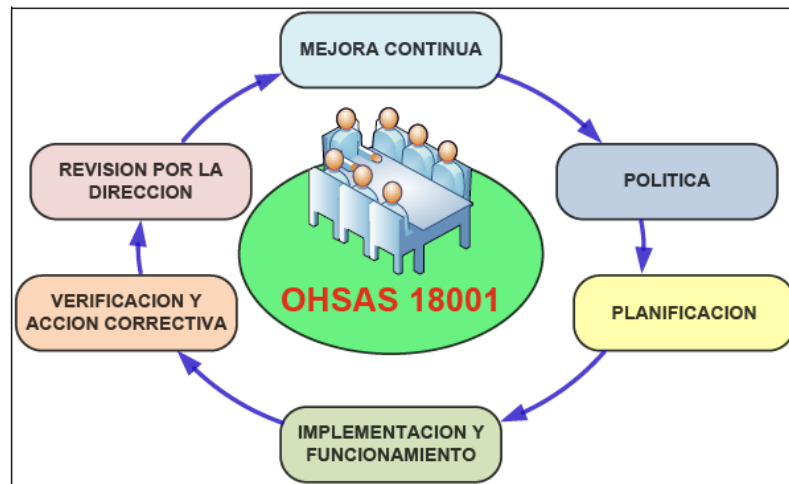 MEJORA CONTINUA
POLITICA
PLANIFICACION
IMPLEMENTACION Y
FUNCIONAMIENTO
VERIFICACION Y
ACCION CORRECTIVA
REVISION POR LA
DIRECCION
OHSAS 18001